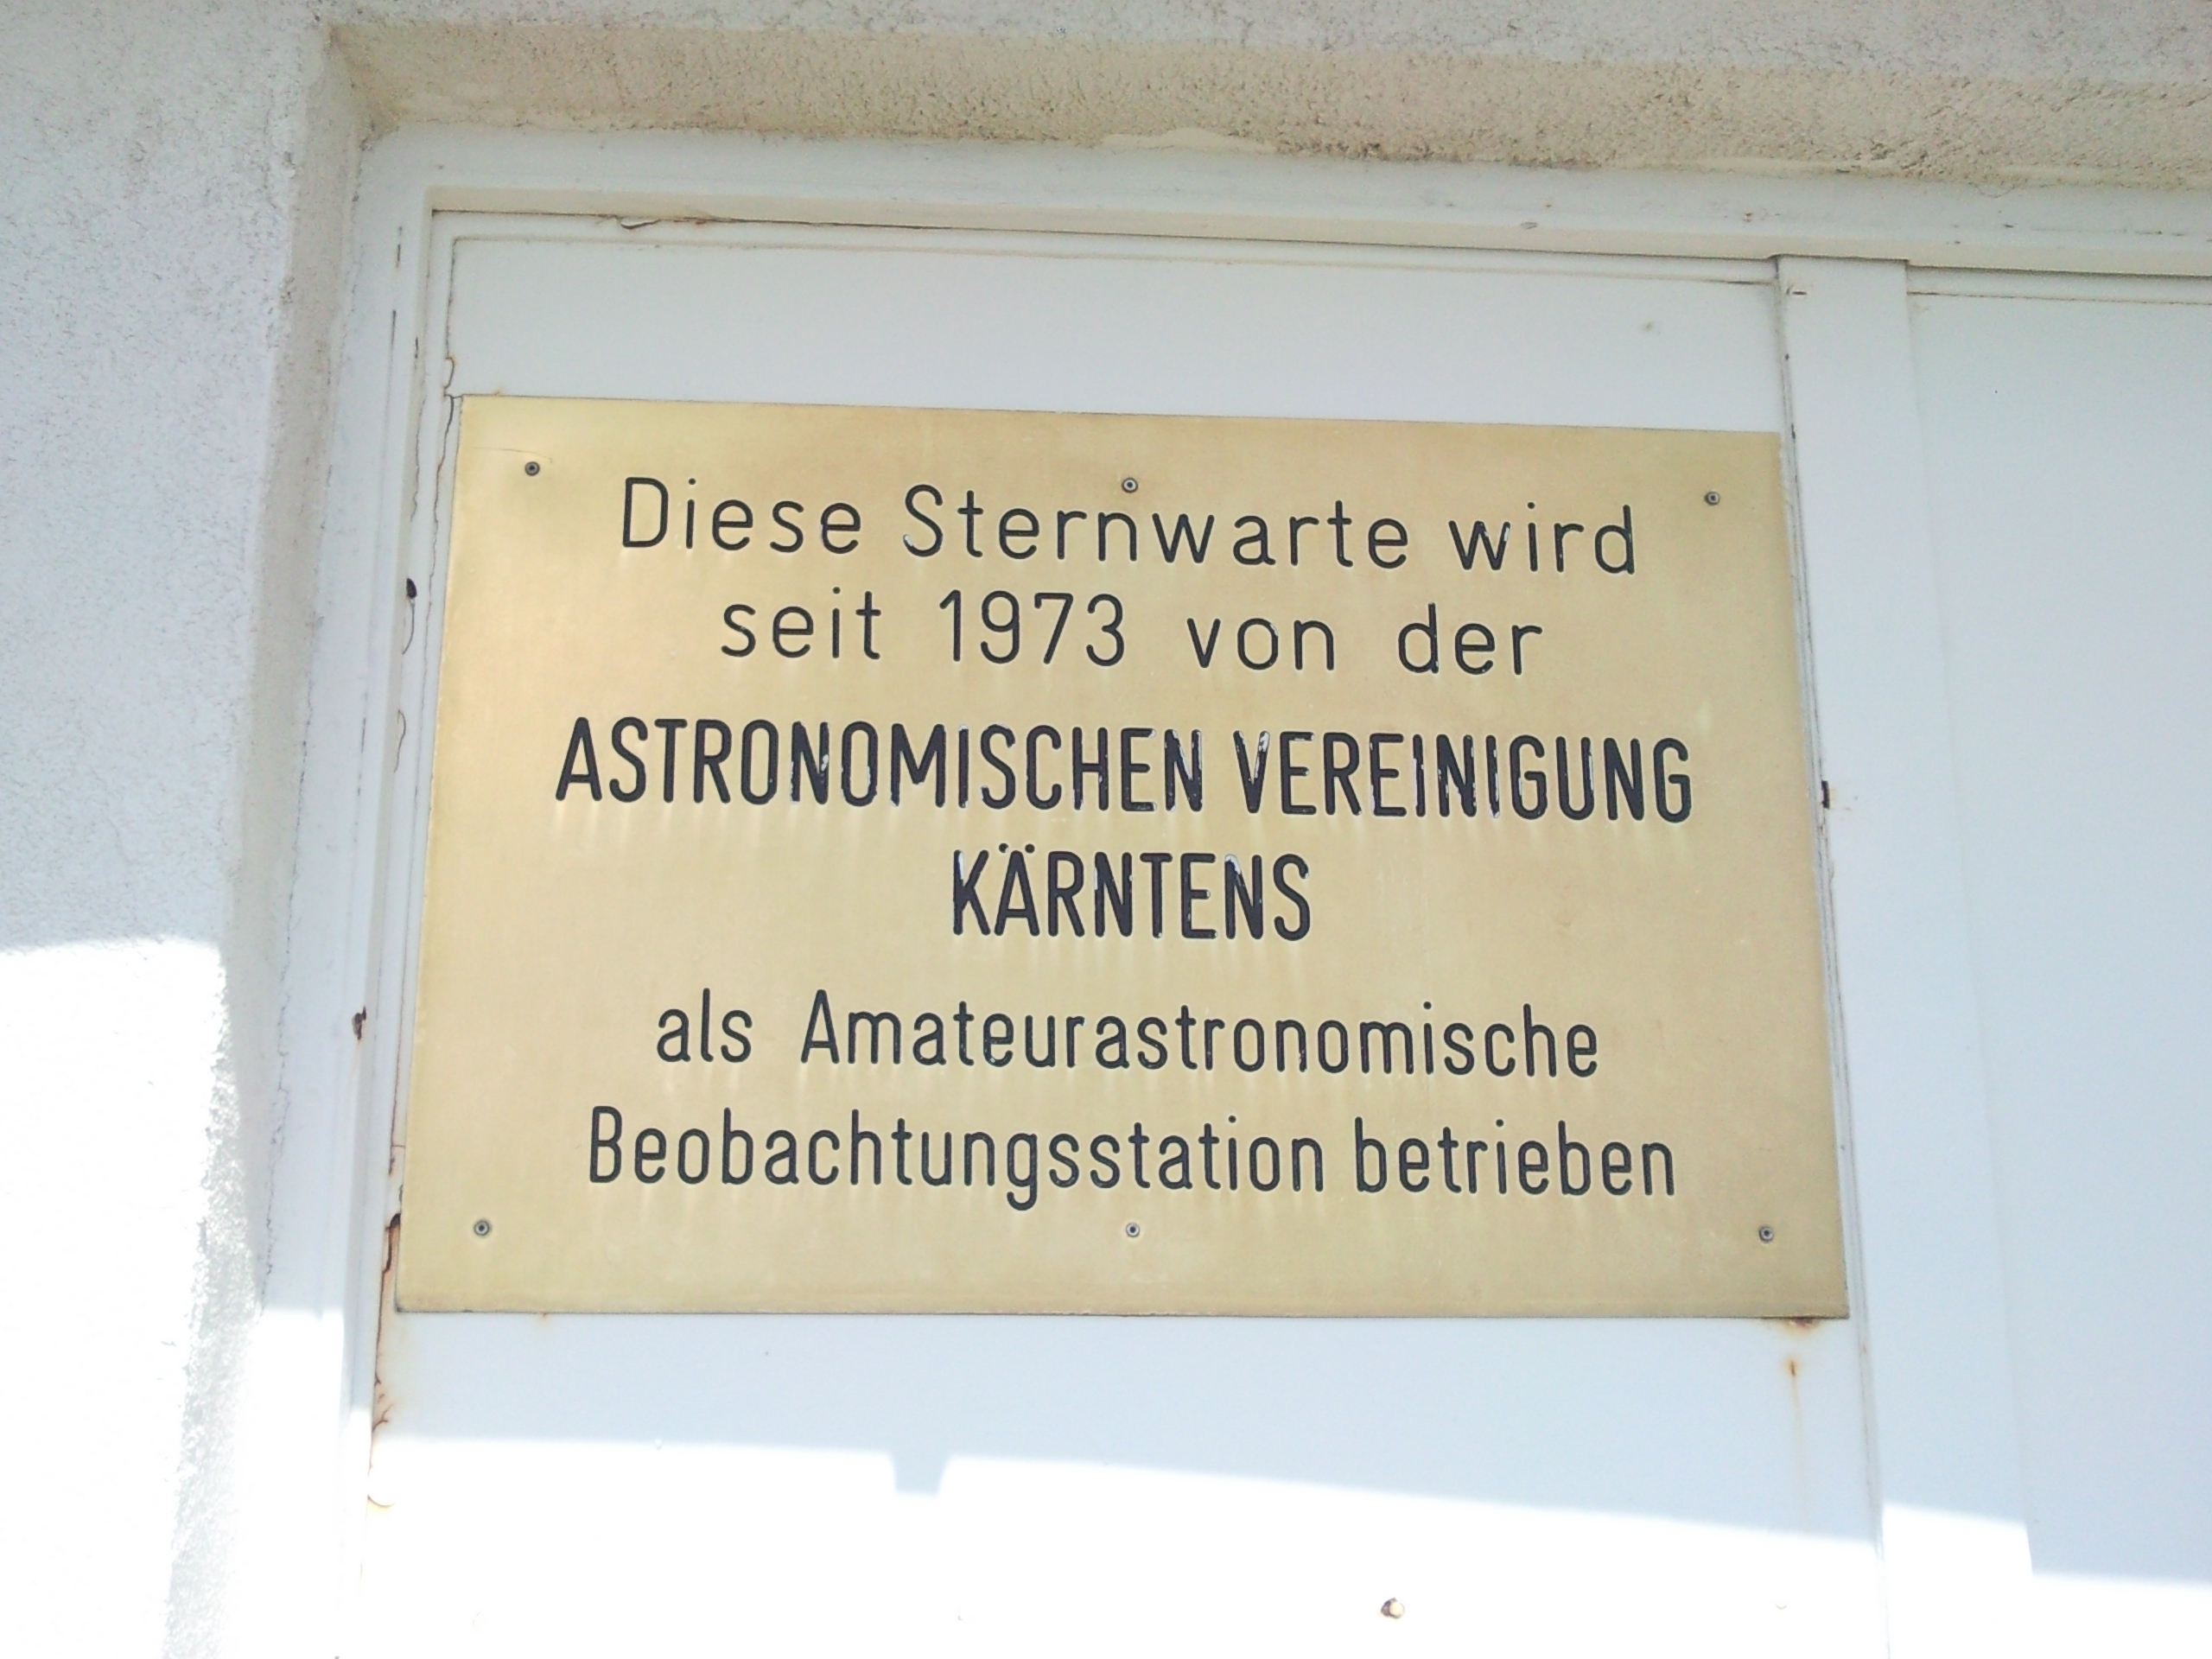 Diese Sternwarte wird
seit 1973 von der
ASTRONOMISCHEN VEREINIGUNG
KÄRNTENS
als Amateurastronomische
Beobachtungsstation betrieben